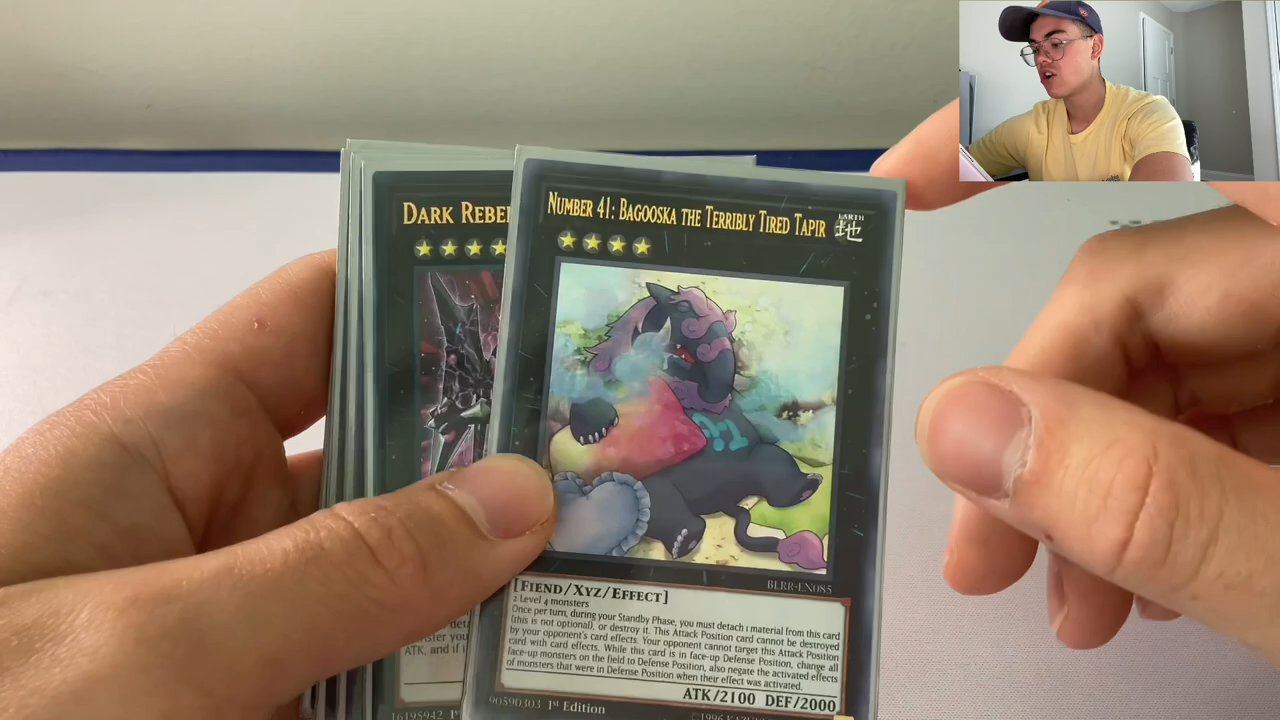 DARK REBE
NUMBER 41: BAGOOSKA THE TERRIBLY TIRED TAPIR
EARTH
地
BLRR-EN085
[FIEND/XYZ/EFFECT]
2 Level 4 monsters
Once per turn, during your Standby Phase, you must detach 1 material from this card
(this is not optional), or destroy it. This Attack Position card cannot be destroyed
by your opponent's card effects. Your opponent cannot target this Attack Position
card with card effects. While this card is in face-up Defense Position, change all
face-up monsters on the field to Defense Position, also negate the activated effects
of monsters that were in Defense Position when their effect was activated.
ATK/2100 DEF/2000
90590303 1st Edition
ATK, and if
16195942